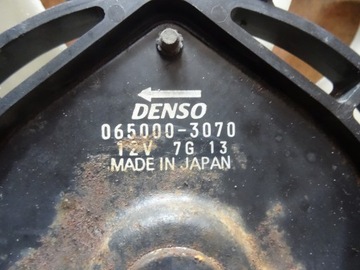 DENSO
065000-3070
12V 7G 13
MADE IN JAPAN